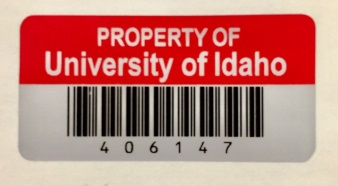 PROPERTY OF
University of Idaho
406147